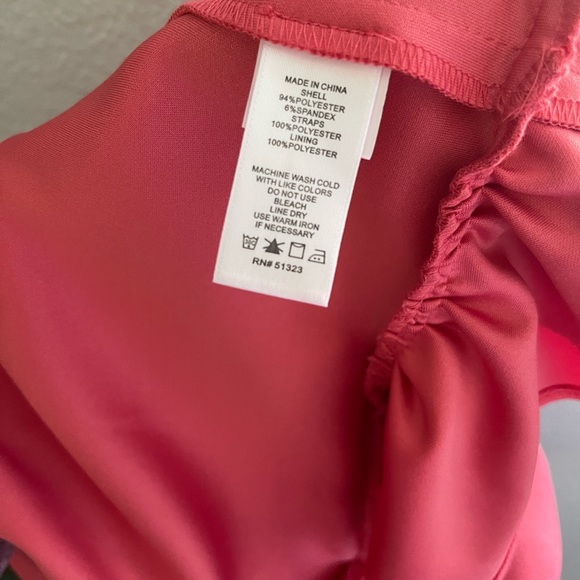 MADE IN CHINA
SHELL
94%POLYESTER
6%SPANDEX
STRAPS
100%POLYESTER
LINING
100%POLYESTER
MACHINE WASH COLD
WITH LIKE COLORS
DO NOT USE
BLEACH
LINE DRY
USE WARM IRON
IF NECESSARY
RN# 51323